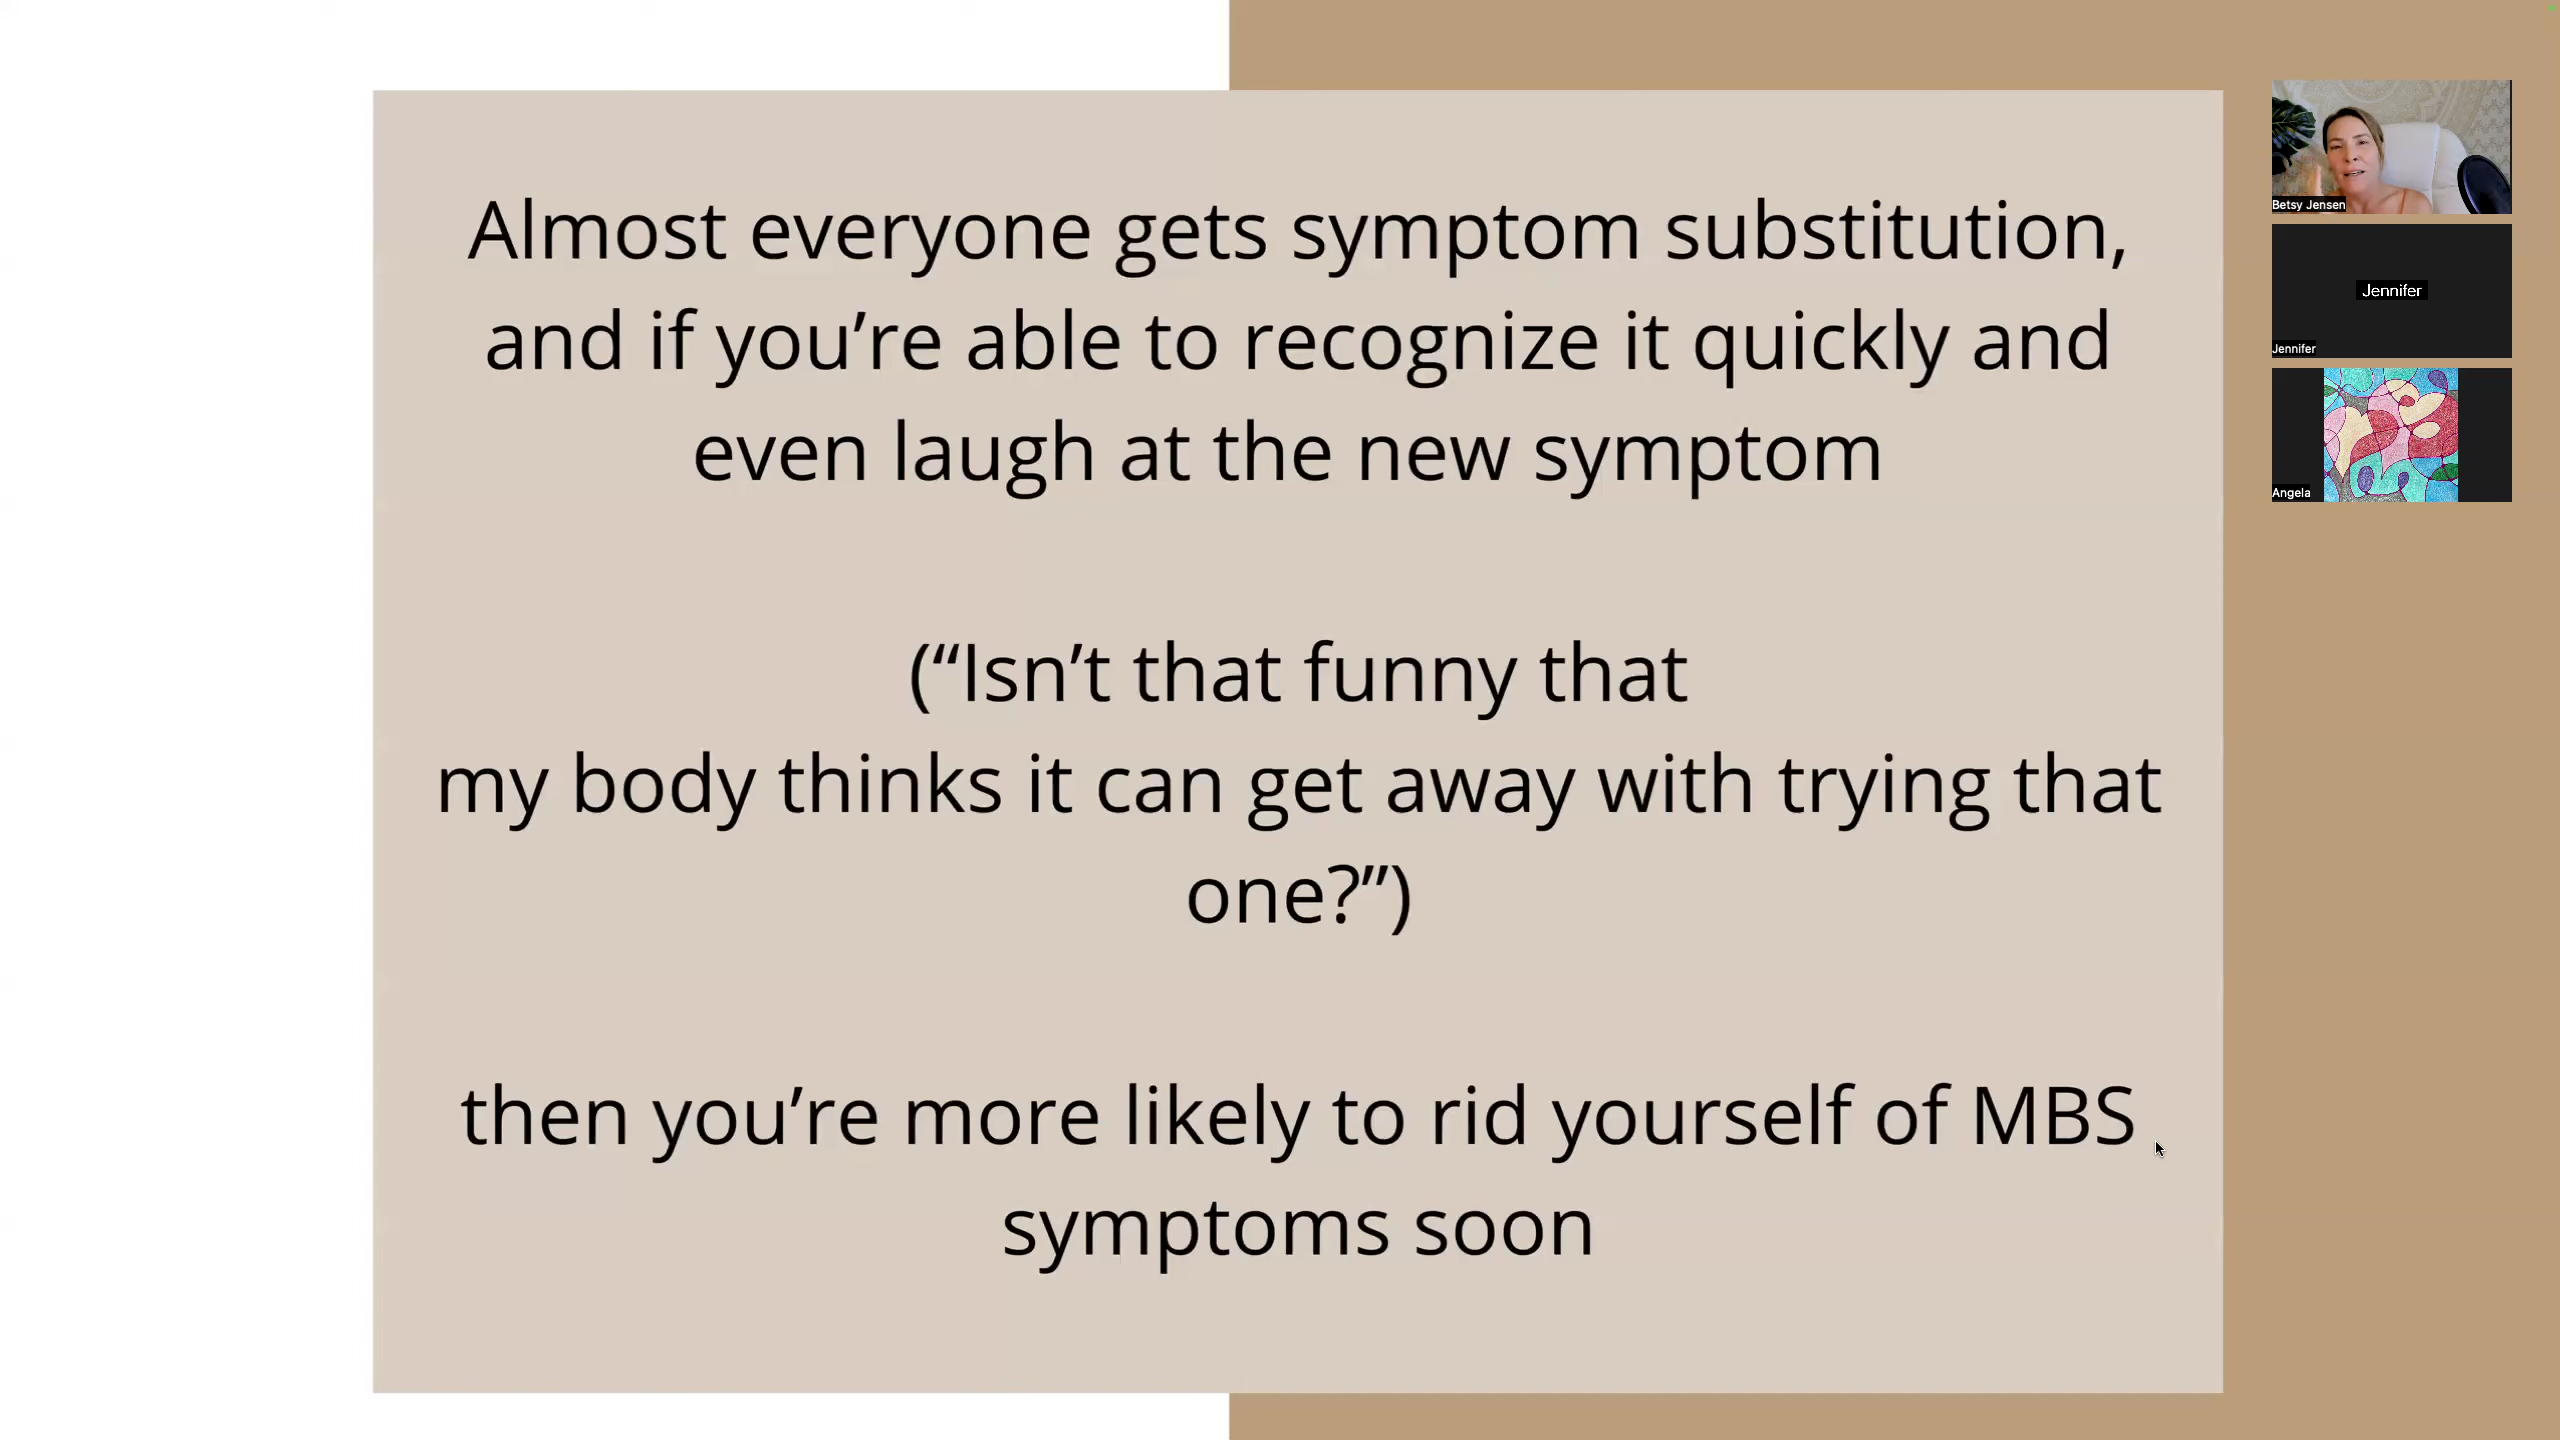 Almost everyone gets symptom substitution,
and if you’re able to recognize it quickly and
even laugh at the new symptom
(“Isn’t that funny that
my body thinks it can get away with trying that
one?”)
then you’re more likely to rid yourself of MBS
symptoms soon
Betsy Jensen
Jennifer
Jennifer
Angela